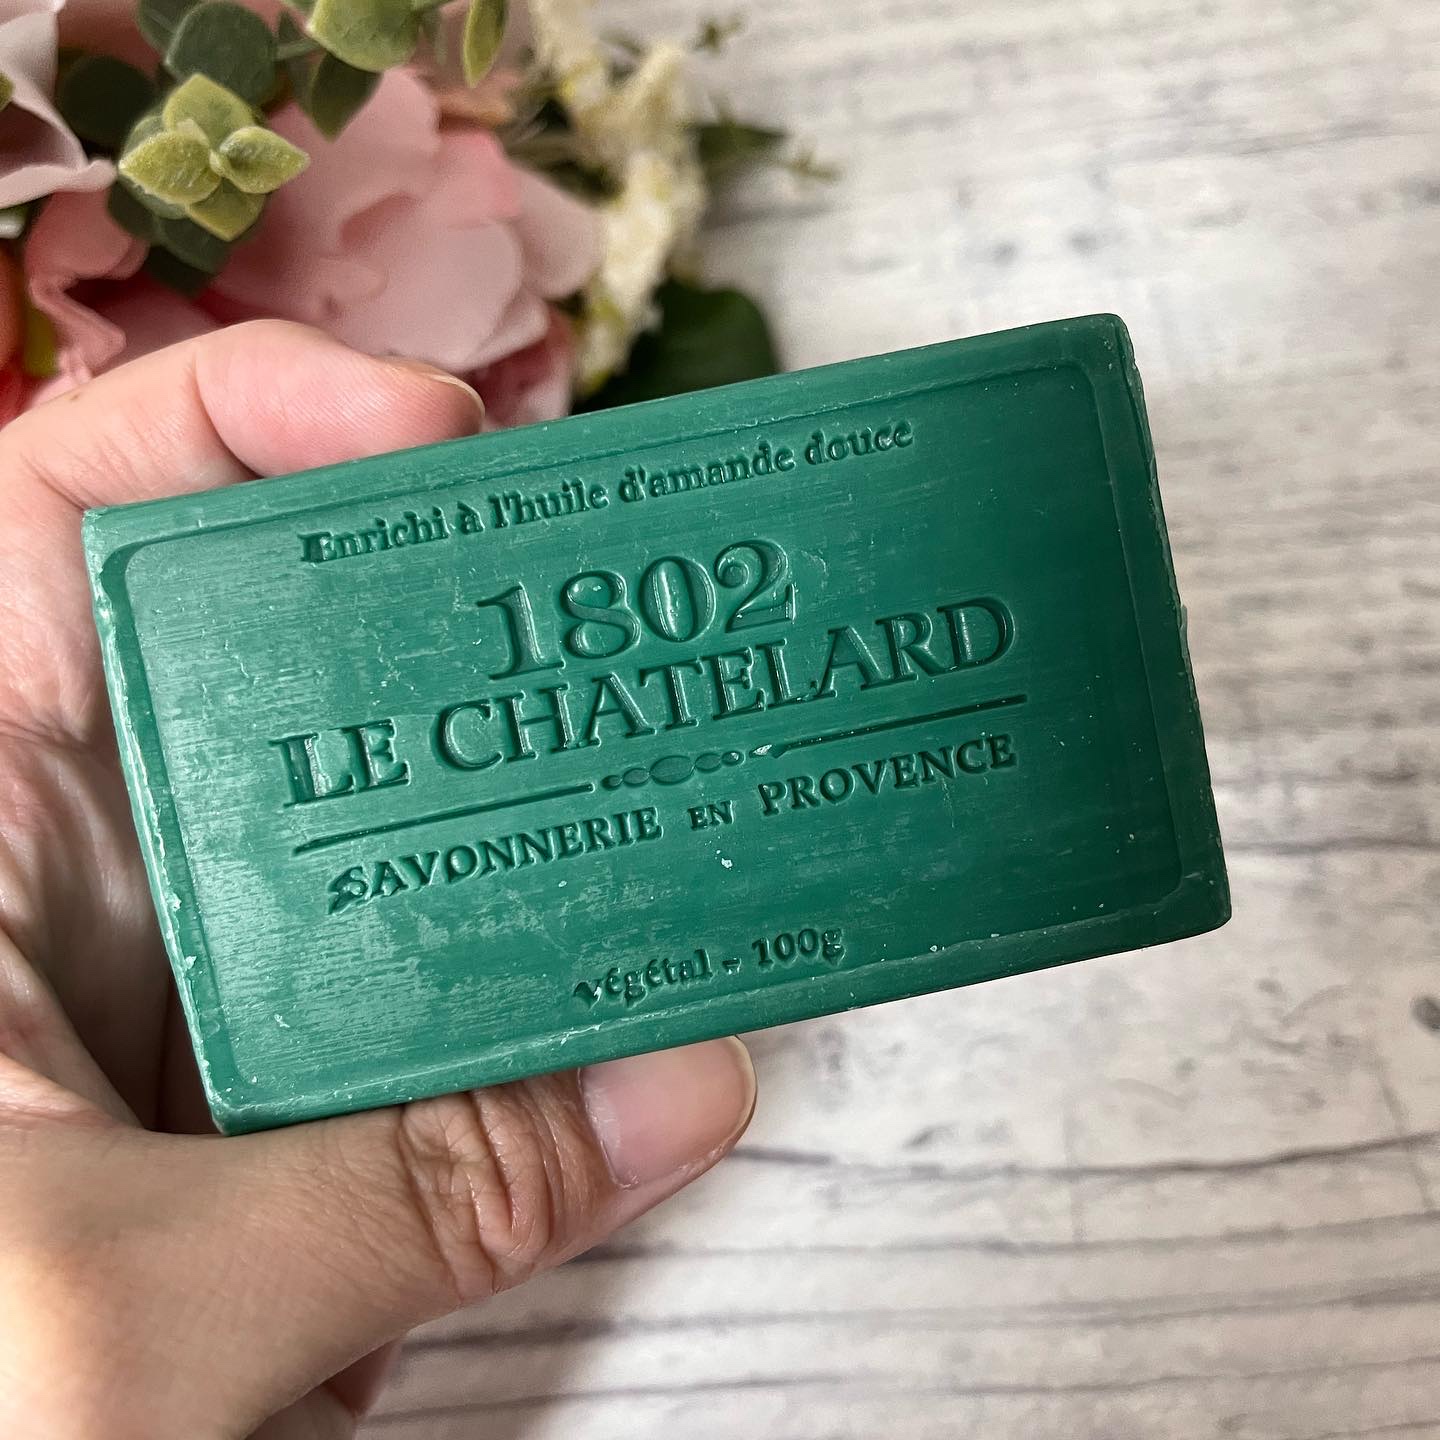 Enrichi à l'huile d'amande douce
1802
LE CHATELARD
SAVONNERIE EN PROVENCE
végétal - 100g